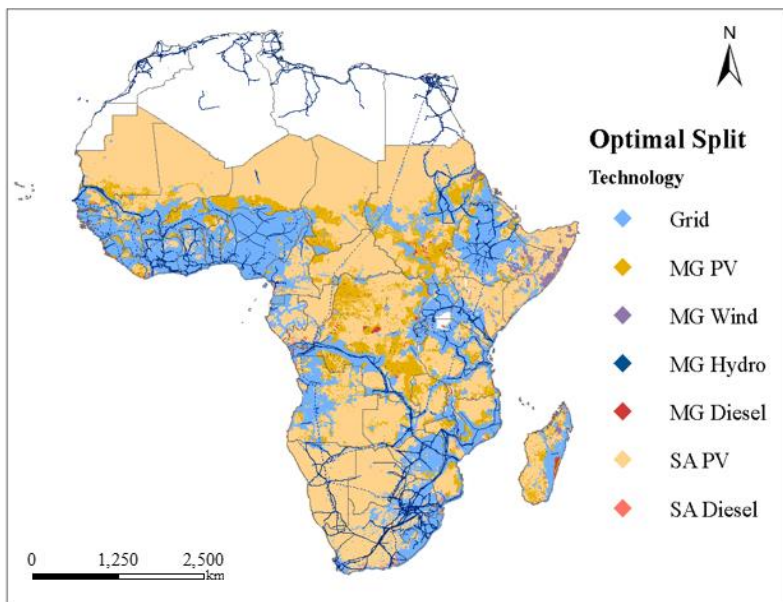 N
Optimal Split
Technology
Grid
MG PV
MG Wind
MG Hydro
MG Diesel
SA PV
SA Diesel
0 1,250 2,500
km